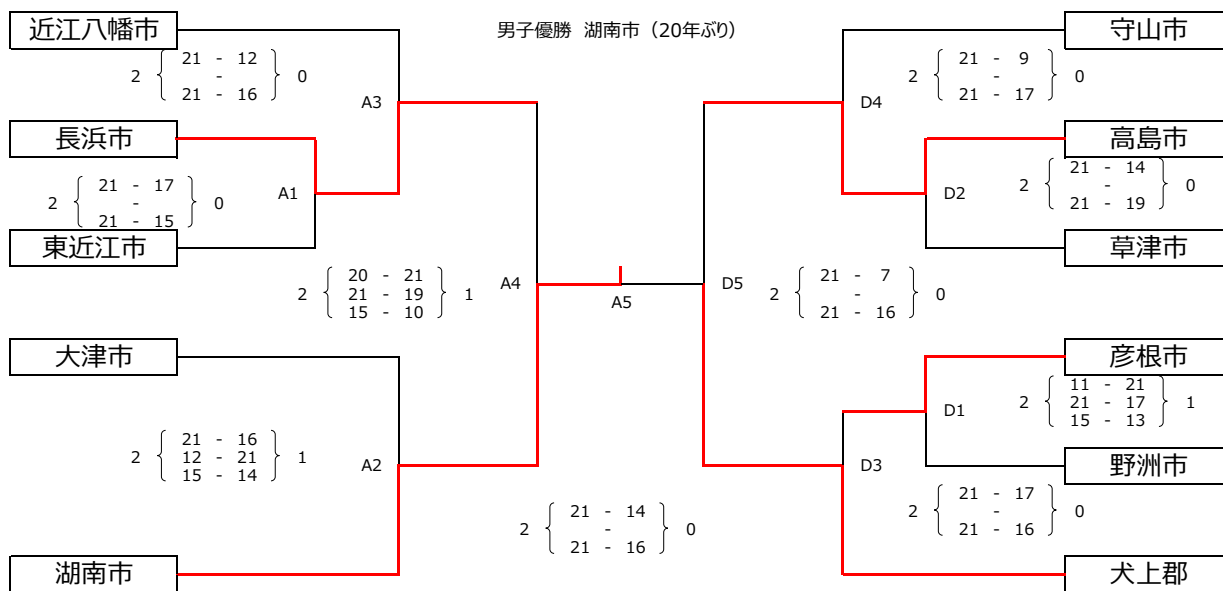 男子優勝 湖南市（20年ぶり）
近江八幡市
21 - 12
2 - 0
21 - 16
A3
長浜市
21 - 17
2 - 0
21 - 15
A1
東近江市
20 - 21
2 21 - 19 1
15 - 10
A4
大津市
21 - 16
2 12 - 21 1
15 - 14
A2
湖南市
A5
21 - 14
2 - 0
21 - 16
守山市
21 - 9
2 - 0
21 - 17
D4
高島市
21 - 14
2 - 0
21 - 19
D2
草津市
D5
21 - 7
2 - 0
21 - 16
彦根市
11 - 21
2 21 - 17 1
15 - 13
D1
野洲市
D3
21 - 17
2 - 0
21 - 16
犬上郡